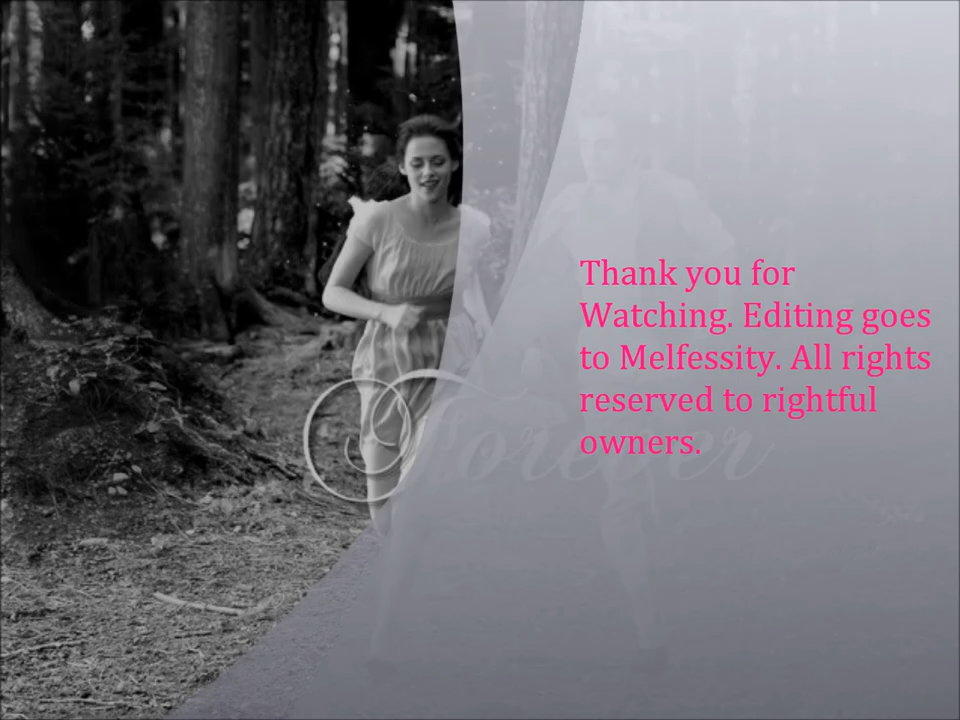 Thank you for
Watching. Editing goes
to Melfessity. All rights
reserved to rightful
owners.
Forever